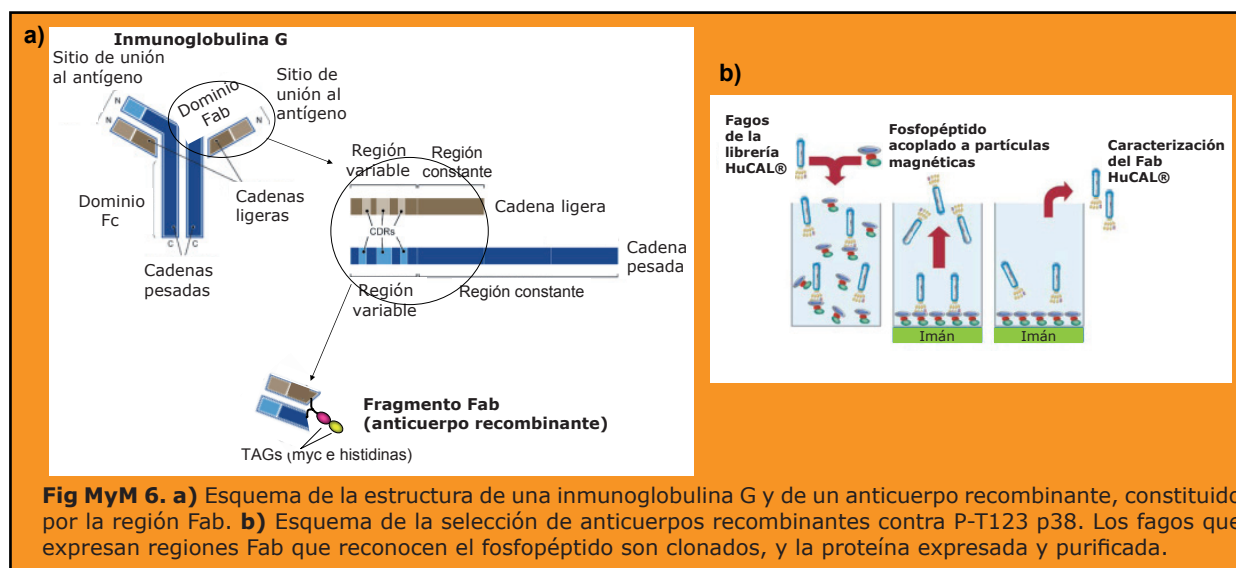 a)
Inmunoglobulina G
Sitio de unión
al antígeno
Dominio
Fab
Sitio de
unión al
antígeno
N
N
N
Dominio
Fc
Cadenas
ligeras
C
C
Cadenas
pesadas
Región
variable
Región
constante
Cadena ligera
CDRs
Cadena
pesada
Región
variable
Región constante
Fragmento Fab
(anticuerpo recombinante)
TAGs (myc e histidinas)
b)
Fagos
de la
librería
HuCAL®
Fosfopéptido
acoplado a partículas
magnéticas
Caracterización
del Fab
HuCAL®
Imán
Imán
Fig MyM 6. a) Esquema de la estructura de una inmunoglobulina G y de un anticuerpo recombinante, constituido
por la región Fab. b) Esquema de la selección de anticuerpos recombinantes contra P-T123 p38. Los fagos que
expresan regiones Fab que reconocen el fosfopéptido son clonados, y la proteína expresada y purificada.